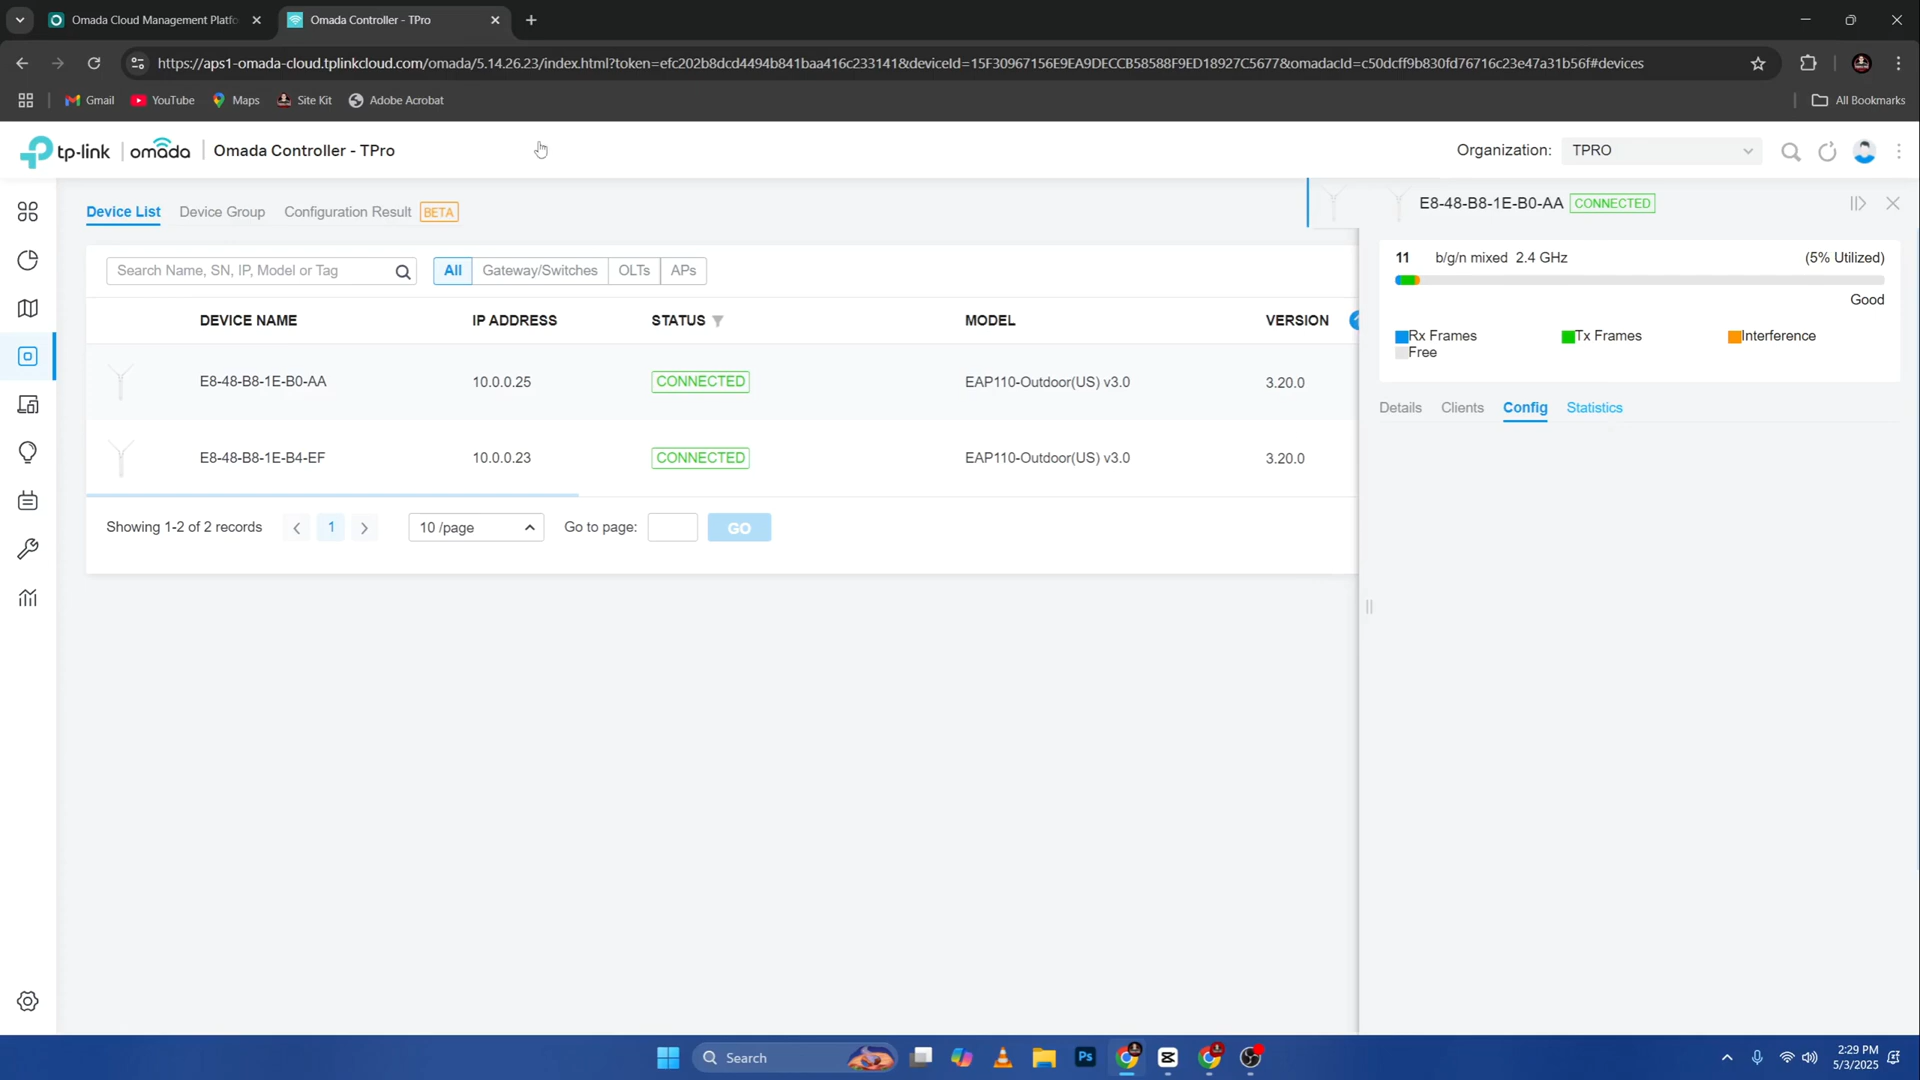 Omada Cloud Management Platfo
Omada Controller - TPro
https://aps1-omada-cloud.tplinkcloud.com/omada/5.14.26.23/index.html?token=efc202b8dcd4494b841baa416c233141&deviceId=15F30967156E9EA9DECCB58588F9ED18927C5677&omadacId=c50dcff9b830fd76716c23e47a31b56f#devices
Gmail YouTube Maps Site Kit Adobe Acrobat All Bookmarks
tp-link omada Omada Controller - TPro Organization: TPRO
Device List Device Group Configuration Result BETA
Search Name, SN, IP, Model or Tag All Gateway/Switches OLTs APs
DEVICE NAME IP ADDRESS STATUS MODEL VERSION
E8-48-B8-1E-B0-AA 10.0.0.25 CONNECTED EAP110-Outdoor(US) v3.0 3.20.0
E8-48-B8-1E-B4-EF 10.0.0.23 CONNECTED EAP110-Outdoor(US) v3.0 3.20.0
Showing 1-2 of 2 records 1 10 /page Go to page: GO
E8-48-B8-1E-B0-AA CONNECTED
11 b/g/n mixed 2.4 GHz (5% Utilized)
Good
Rx Frames Tx Frames Interference
Free
Details Clients Config Statistics
Search
Ps
2:29 PM
5/3/2025